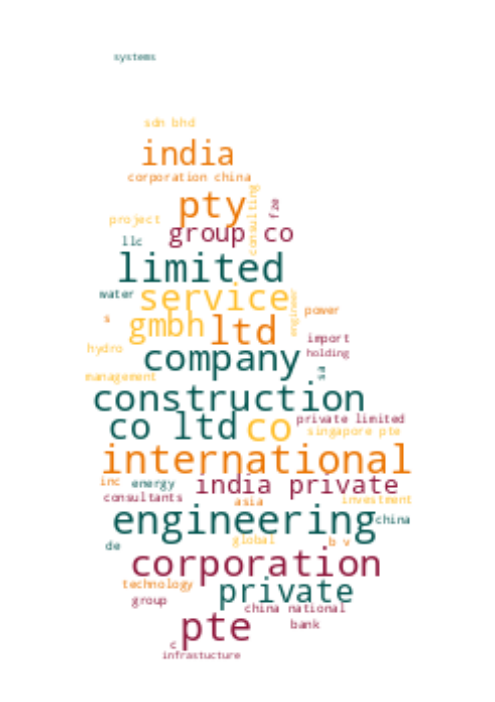 systems
sdn bhd
india
corporation china
pty
consulting
fze
project
group co
llc
limited
water
service
engineer
s
gmbh
ltd
power
import
hydro
company
holding
management
construction
co ltd
co
private limited
singapore pte
international
inc
energy
india private
consultants
asia
investment
engineering
china
de
global
b v
corporation
technology
private
group
china national
pte
bank
c
infrastucture